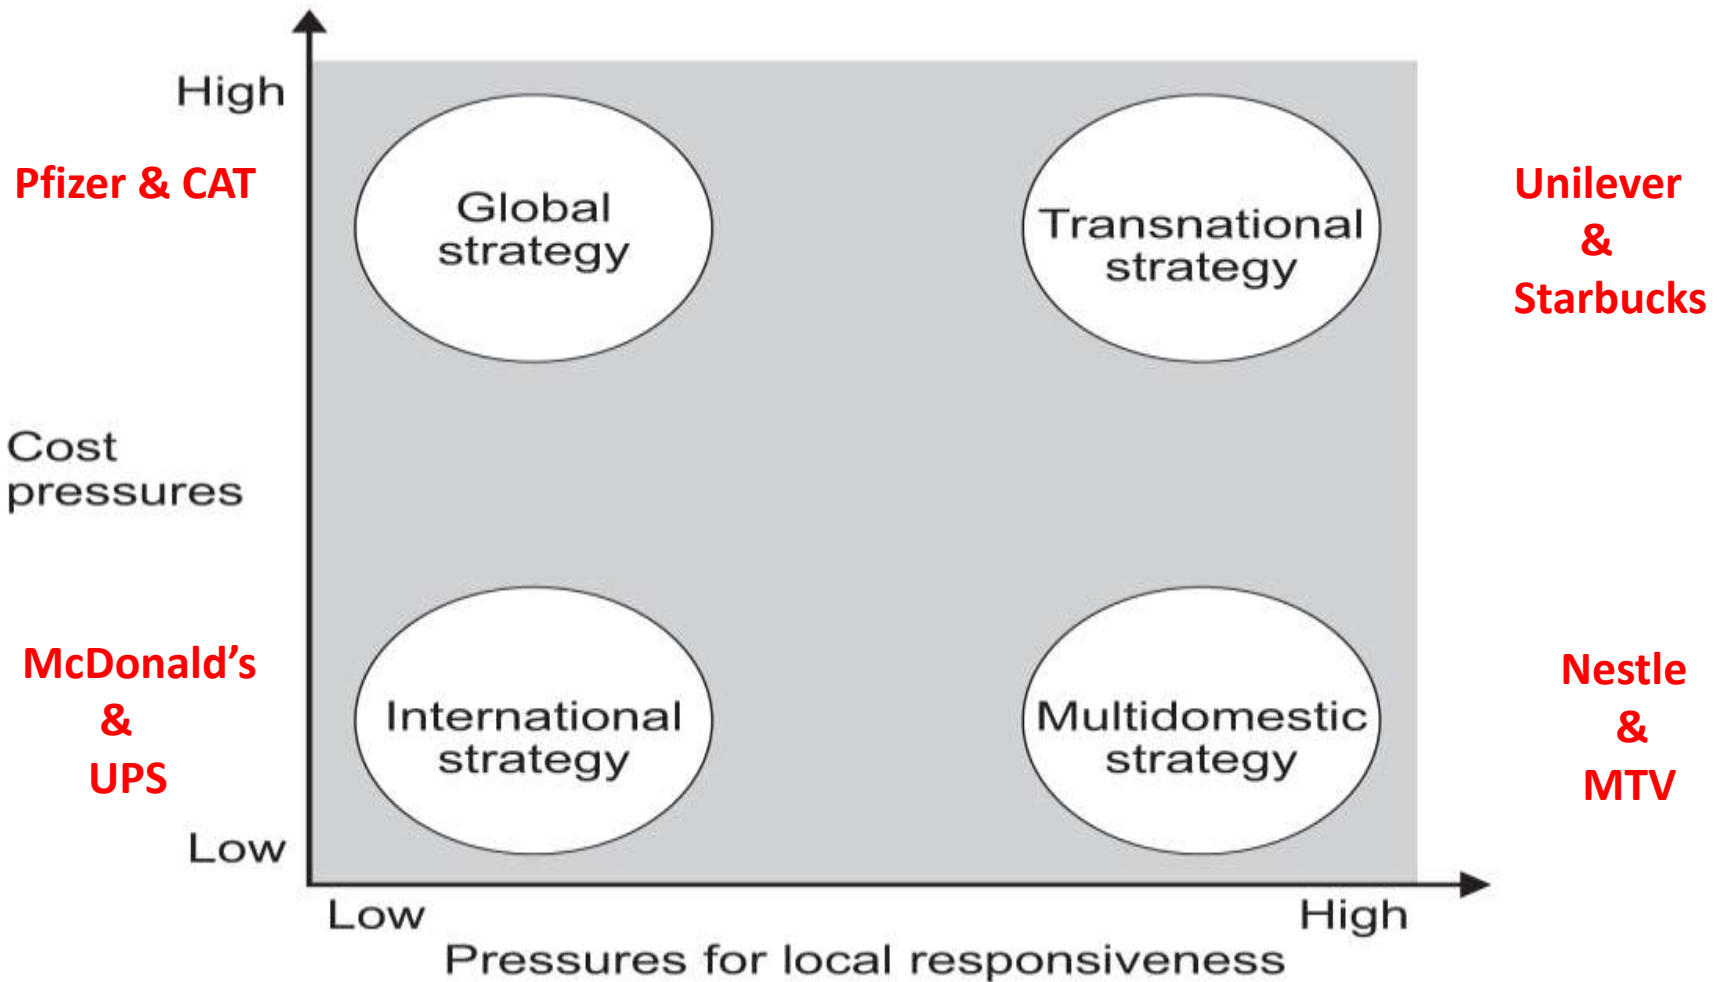 High
Pfizer & CAT
Global
strategy
Transnational
strategy
Unilever
&
Starbucks
Cost
pressures
McDonald’s
&
UPS
International
strategy
Multidomestic
strategy
Nestle
&
MTV
Low
Low
High
Pressures for local responsiveness